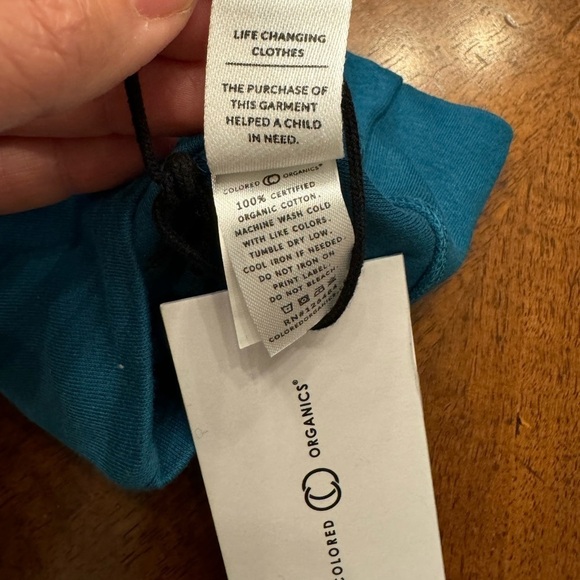 LIFE CHANGING
CLOTHES
THE PURCHASE OF
THIS GARMENT
HELPED A CHILD
IN NEED.
COLORED ORGANICS®
100% CERTIFIED
ORGANIC COTTON.
MACHINE WASH COLD
WITH LIKE COLORS.
TUMBLE DRY LOW.
COOL IRON IF NEEDED.
DO NOT IRON ON
PRINT LABEL.
DO NOT BLEACH
COLORED ORGANICS®